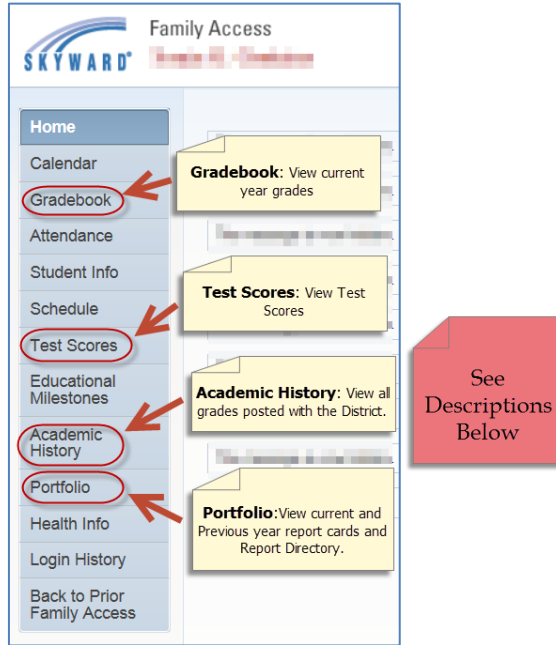 SKYWARD®
Family Access
Home
Calendar
Gradebook
Attendance
Student Info
Schedule
Test Scores
Educational
Milestones
Academic
History
Portfolio
Health Info
Login History
Back to Prior
Family Access
Gradebook: View current
year grades
Test Scores: View Test
Scores
Academic History: View all
grades posted with the District.
Portfolio:View current and
Previous year report cards and
Report Directory.
See
Descriptions
Below